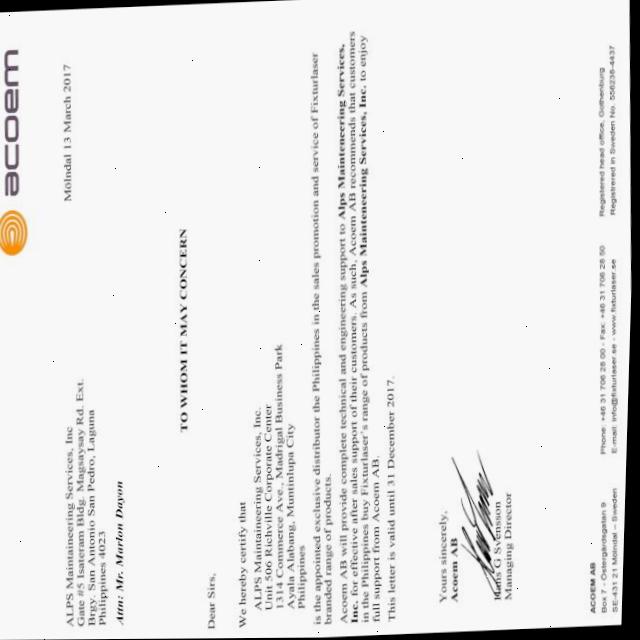 acoem
Molndal 13 March 2017
ALPS Maintaineering Services, Inc
Gate #5 Isateram Bldg. Magsaysay Rd. Ext.
Brgy. San Antonio San Pedro, Laguna
Philippines 4023
Attn: Mr. Marlon Dayon
TO WHOM IT MAY CONCERN
Dear Sirs,
We hereby certify that
ALPS Maintaineering Services, Inc.
Unit 506 Richville Corporate Center
1314 Commerce Ave., Madrigal Business Park
Ayala Alabang, Muntinlupa City
Philippines
is the appointed exclusive distributor the Philippines in the sales promotion and service of Fixturlaser
branded range of products.
Acoem AB will provide complete technical and engineering support to Alps Mainteneering Services,
Inc. for effective after sales support of their customers. As such, Acoem AB recommends that customers
in the Philippines buy Fixturlaser's range of products from Alps Mainteneering Services, Inc. to enjoy
full support from Acoem AB.
This letter is valid until 31 December 2017.
Yours sincerely,
Acoem AB
Hans G Svensson
Managing Director
ACOEM AB
Box 7 - Ostergårdsgatan 9
SE-431 21 Mölndal – Sweden
Phone: +46 31 706 28 00 - Fax: +46 31 706 28 50
E-mail: info@fixturlaser.se - www.fixturlaser.se
Registered head office, Gothenburg
Registrered in Sweden No. 556236-4437